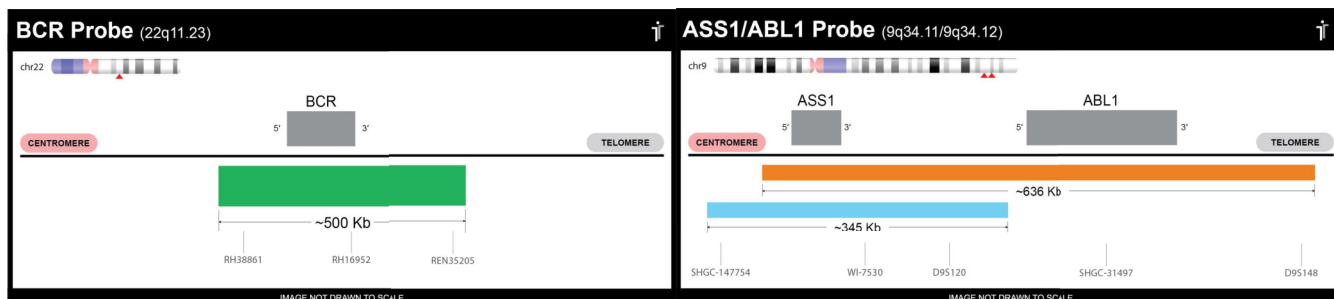 BCR Probe (22q11.23)
chr22
BCR
5' 3'
CENTROMERE TELOMERE
~500 Kb
RH38861 RH16952 REN35205
IMAGE NOT DRAWN TO SCALE
ASS1/ABL1 Probe (9q34.11/9q34.12)
chr9
ASS1 ABL1
5' 3' 5' 3'
CENTROMERE TELOMERE
~636 Kb
~345 Kb
SHGC-147754 WI-7530 D9S120 SHGC-31497 D9S148
IMAGE NOT DRAWN TO SCALE